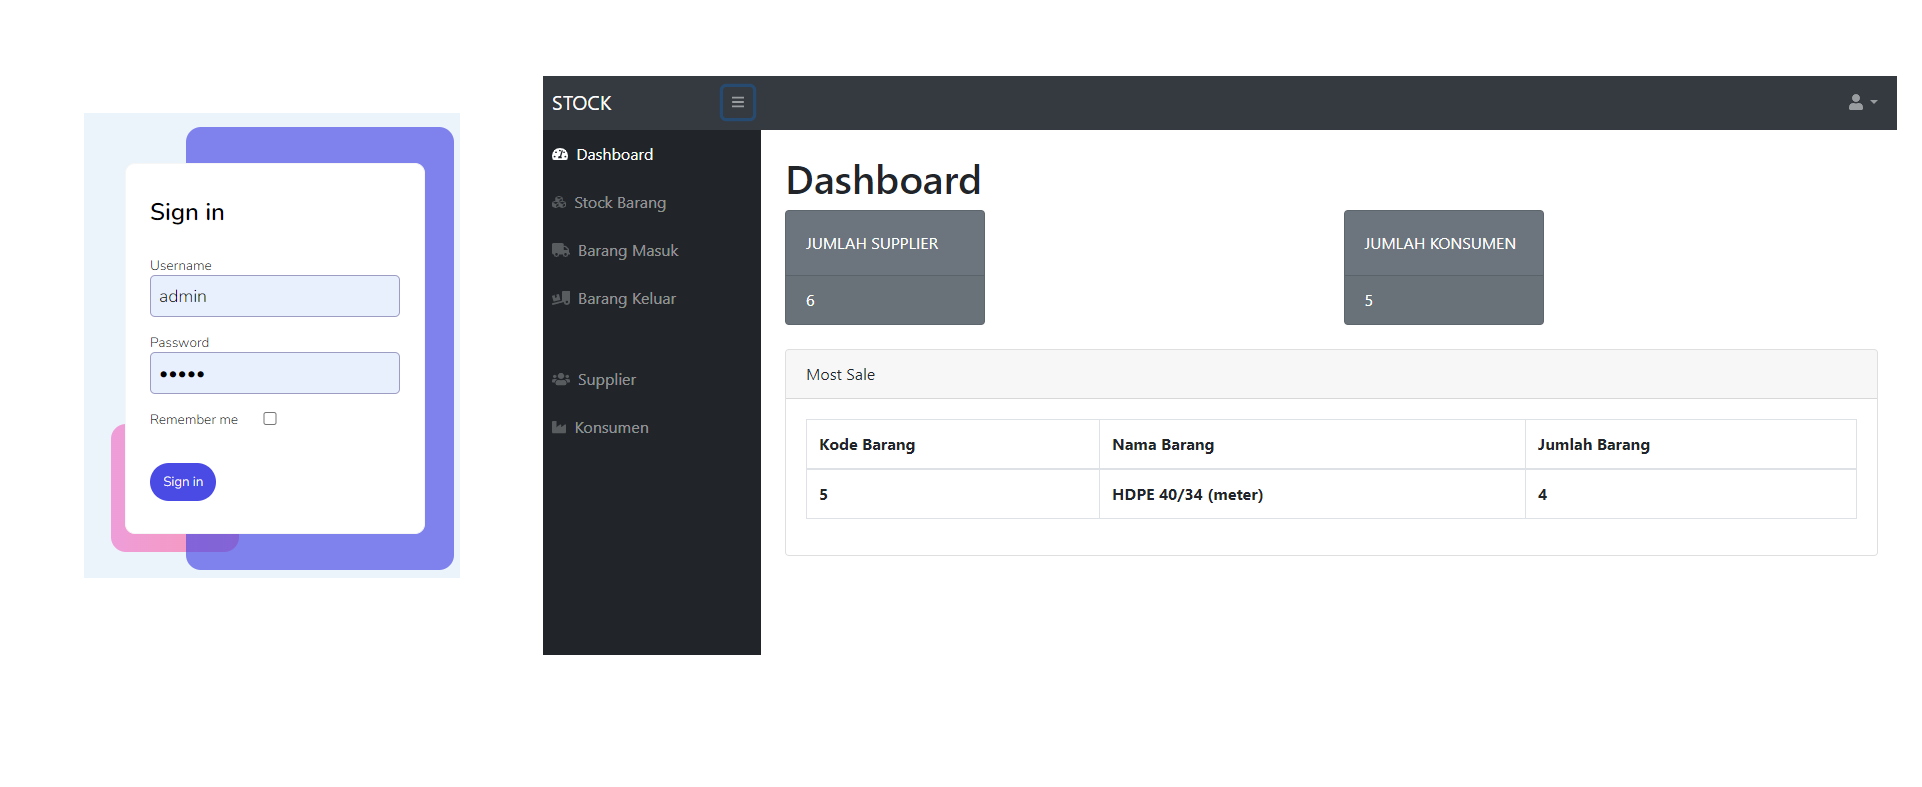 Sign in
Username
admin
Password
•••••
Remember me
Sign in
STOCK
Dashboard
Stock Barang
Barang Masuk
Barang Keluar
Supplier
Konsumen
Dashboard
JUMLAH SUPPLIER
6
JUMLAH KONSUMEN
5
Most Sale
Kode Barang Nama Barang Jumlah Barang
5 HDPE 40/34 (meter) 4